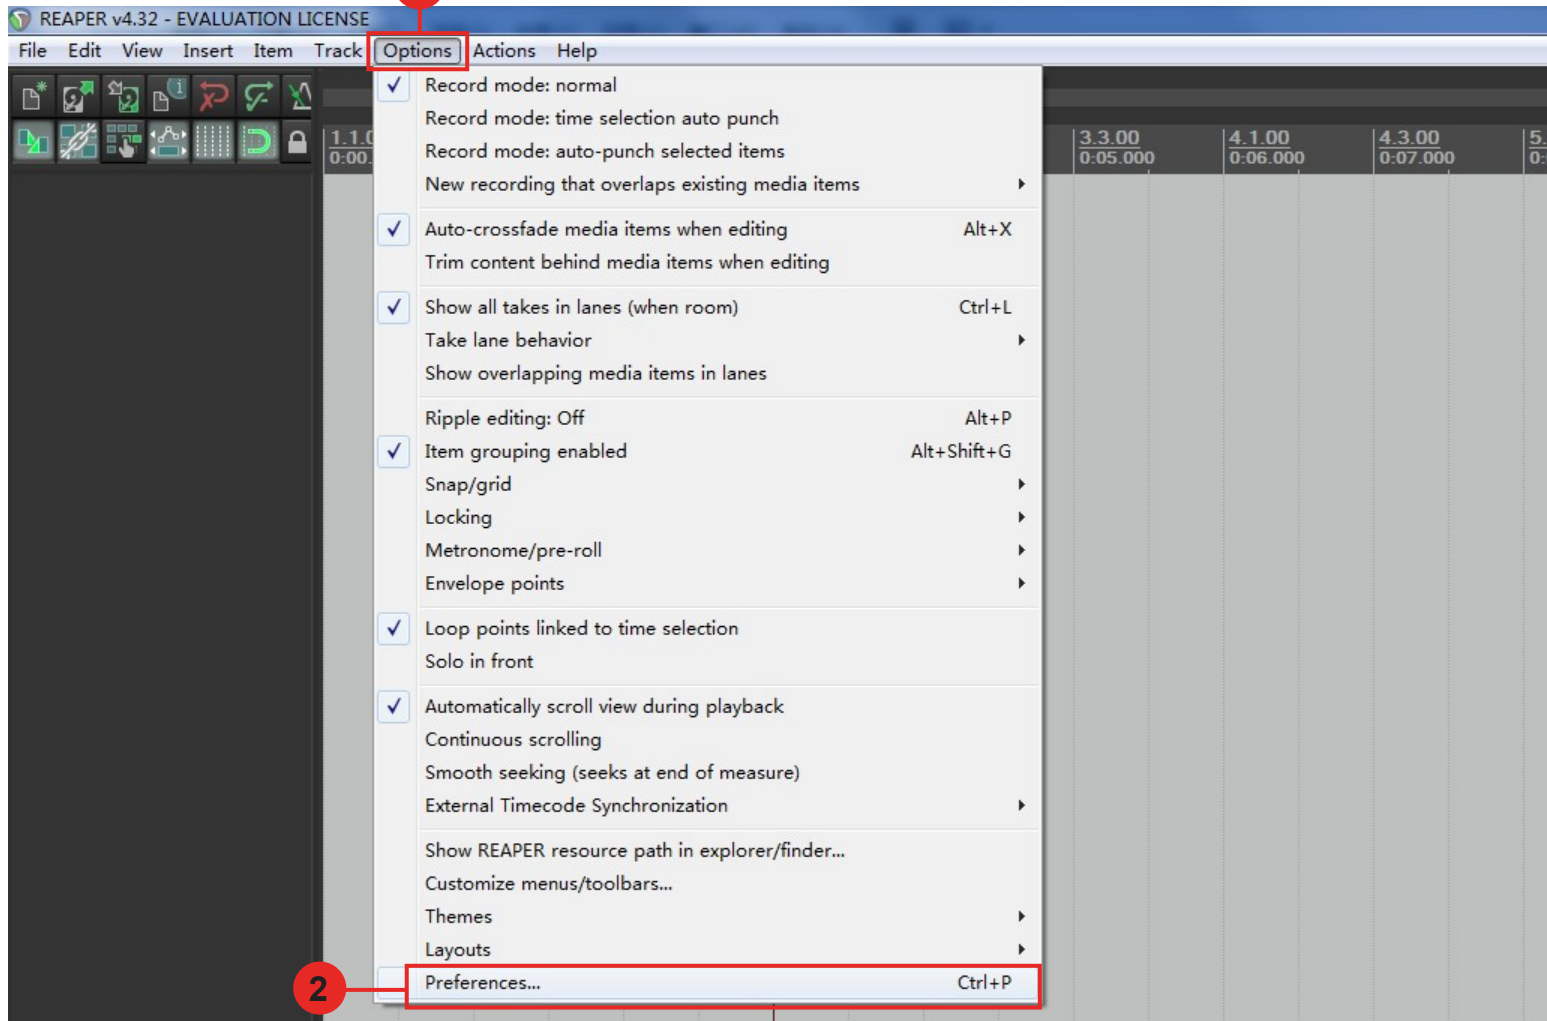 REAPER v4.32 - EVALUATION LICENSE
File Edit View Insert Item Track Options Actions Help
Record mode: normal
Record mode: time selection auto punch
Record mode: auto-punch selected items
New recording that overlaps existing media items
Auto-crossfade media items when editing Alt+X
Trim content behind media items when editing
Show all takes in lanes (when room) Ctrl+L
Take lane behavior
Show overlapping media items in lanes
Ripple editing: Off Alt+P
Item grouping enabled Alt+Shift+G
Snap/grid
Locking
Metronome/pre-roll
Envelope points
Loop points linked to time selection
Solo in front
Automatically scroll view during playback
Continuous scrolling
Smooth seeking (seeks at end of measure)
External Timecode Synchronization
Show REAPER resource path in explorer/finder...
Customize menus/toolbars...
Themes
Layouts
2 Preferences... Ctrl+P
3.3.00 4.1.00 4.3.00
0:05.000 0:06.000 0:07.000